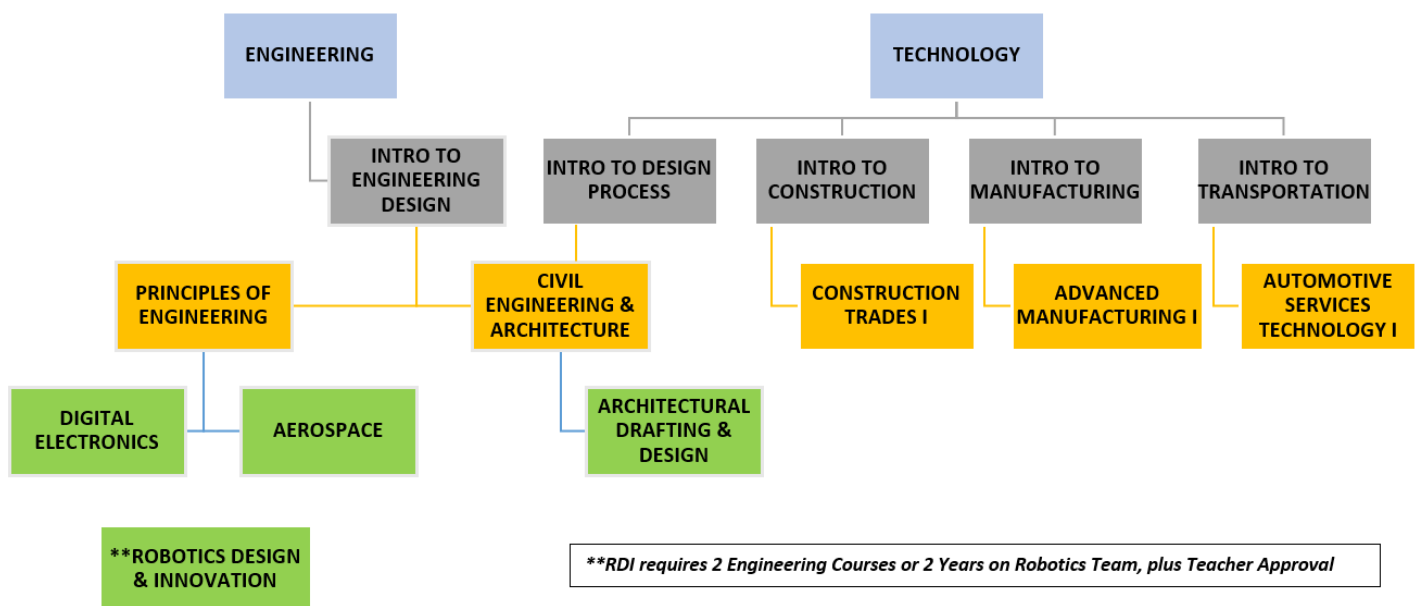 ENGINEERING
TECHNOLOGY
INTRO TO
ENGINEERING
DESIGN
INTRO TO DESIGN
PROCESS
INTRO TO
CONSTRUCTION
INTRO TO
MANUFACTURING
INTRO TO
TRANSPORTATION
PRINCIPLES OF
ENGINEERING
CIVIL
ENGINEERING &
ARCHITECTURE
CONSTRUCTION
TRADES I
ADVANCED
MANUFACTURING I
AUTOMOTIVE
SERVICES
TECHNOLOGY I
DIGITAL
ELECTRONICS
AEROSPACE
ARCHITECTURAL
DRAFTING &
DESIGN
**ROBOTICS DESIGN
& INNOVATION
**RDI requires 2 Engineering Courses or 2 Years on Robotics Team, plus Teacher Approval